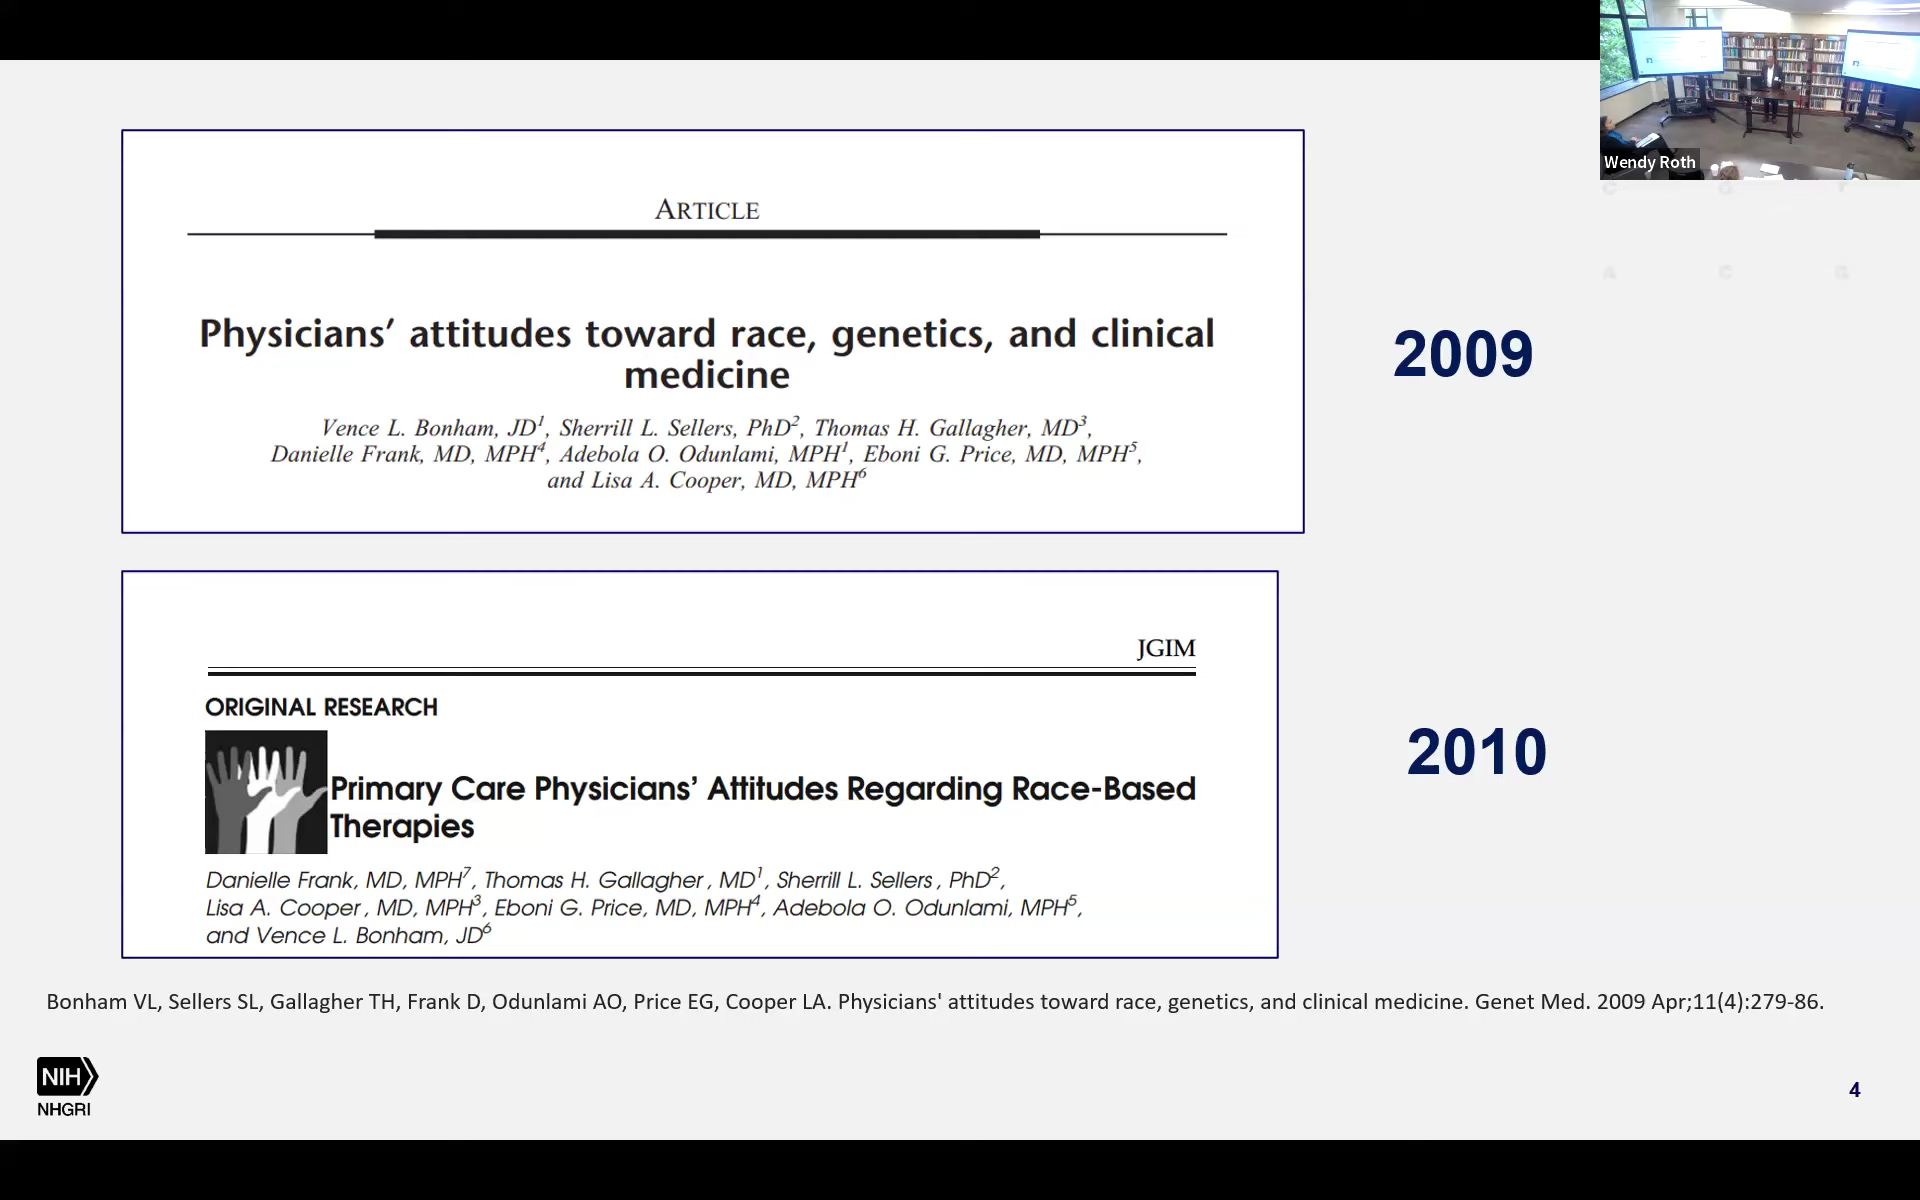 Wendy Roth
ARTICLE
Physicians’ attitudes toward race, genetics, and clinical
medicine
Vence L. Bonham, JD1, Sherrill L. Sellers, PhD2, Thomas H. Gallagher, MD3,
Danielle Frank, MD, MPH4, Adebola O. Odunlami, MPH1, Eboni G. Price, MD, MPH5,
and Lisa A. Cooper, MD, MPH6
2009
JGIM
ORIGINAL RESEARCH
Primary Care Physicians’ Attitudes Regarding Race-Based
Therapies
Danielle Frank, MD, MPH7, Thomas H. Gallagher, MD1, Sherrill L. Sellers, PhD2,
Lisa A. Cooper, MD, MPH3, Eboni G. Price, MD, MPH4, Adebola O. Odunlami, MPH5,
and Vence L. Bonham, JD6
2010
Bonham VL, Sellers SL, Gallagher TH, Frank D, Odunlami AO, Price EG, Cooper LA. Physicians' attitudes toward race, genetics, and clinical medicine. Genet Med. 2009 Apr;11(4):279-86.
NIH
NHGRI
4